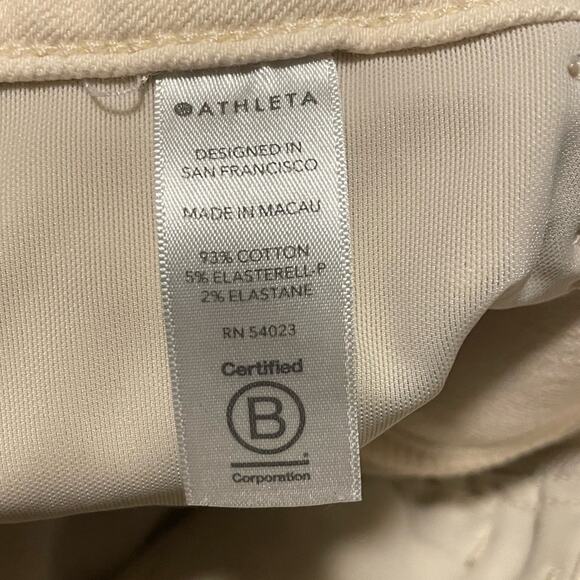 ATHLETA
DESIGNED IN
SAN FRANCISCO
MADE IN MACAU
93% COTTON
5% ELASTERELL-P
2% ELASTANE
RN 54023
Certified
B
Corporation